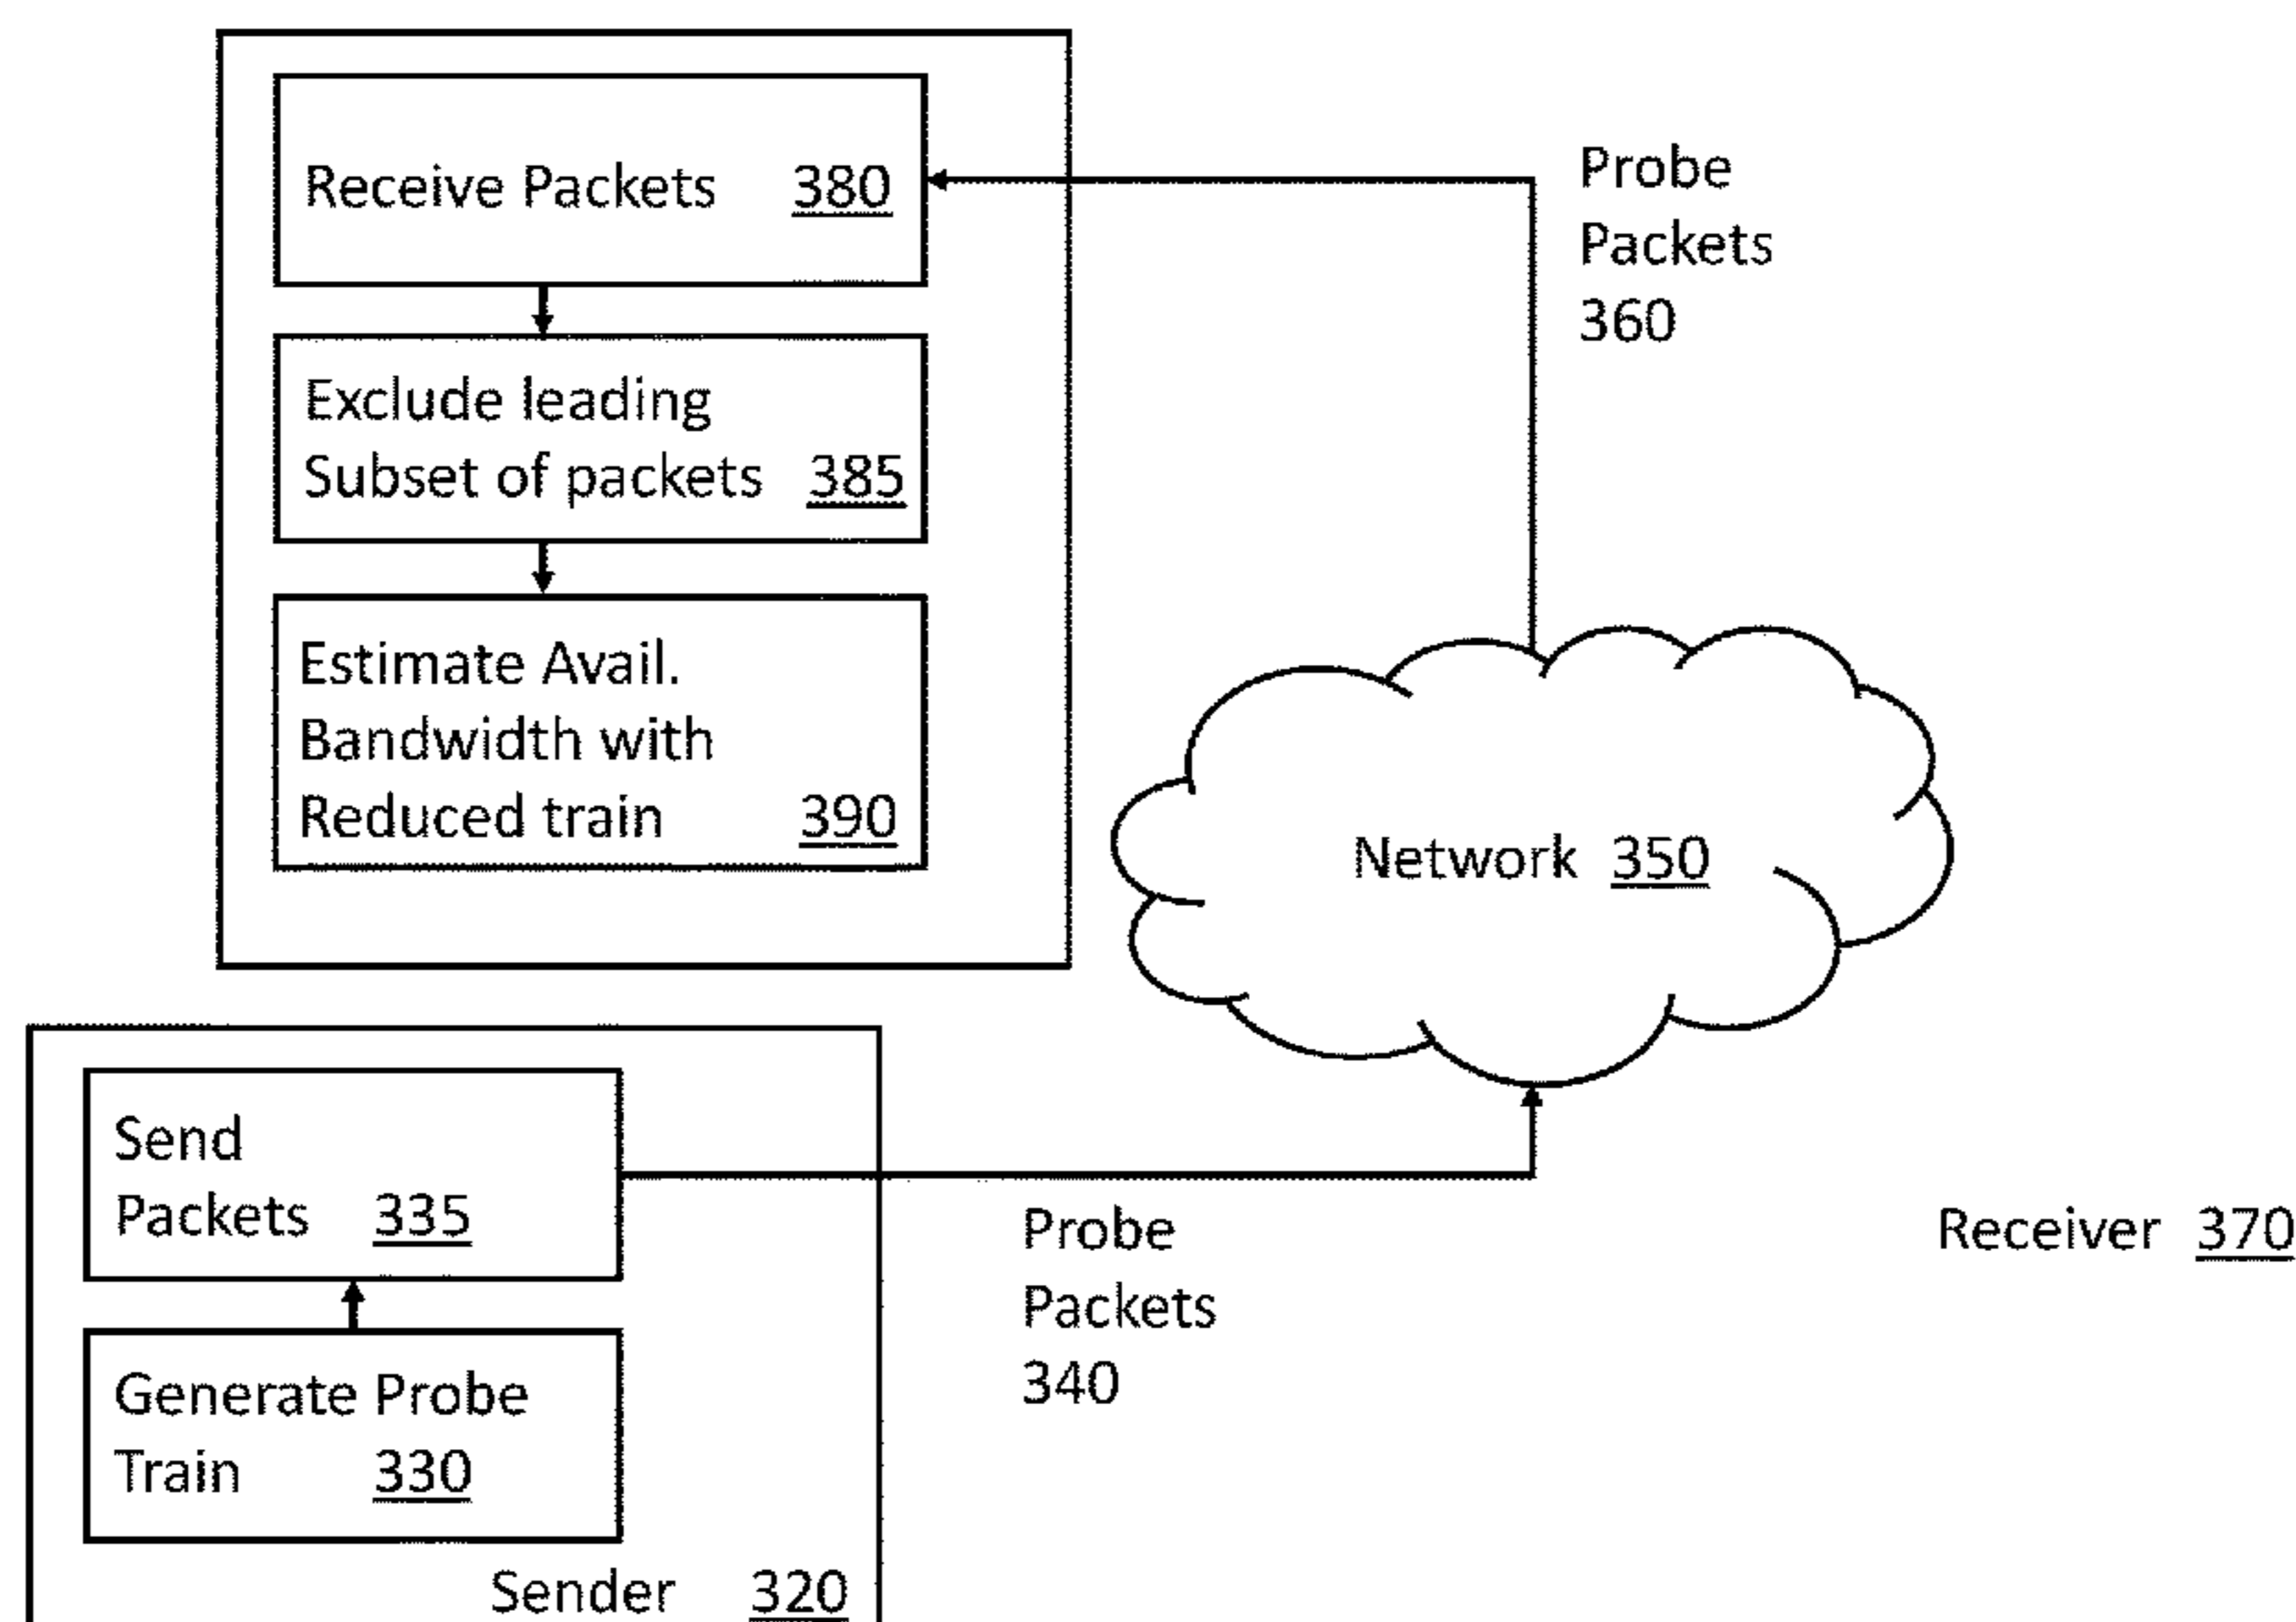 Receive Packets 380
Exclude leading
Subset of packets 385
Estimate Avail.
Bandwidth with
Reduced train 390
Probe
Packets
360
Network 350
Send
Packets 335
Generate Probe
Train 330
Sender 320
Probe
Packets
340
Receiver 370